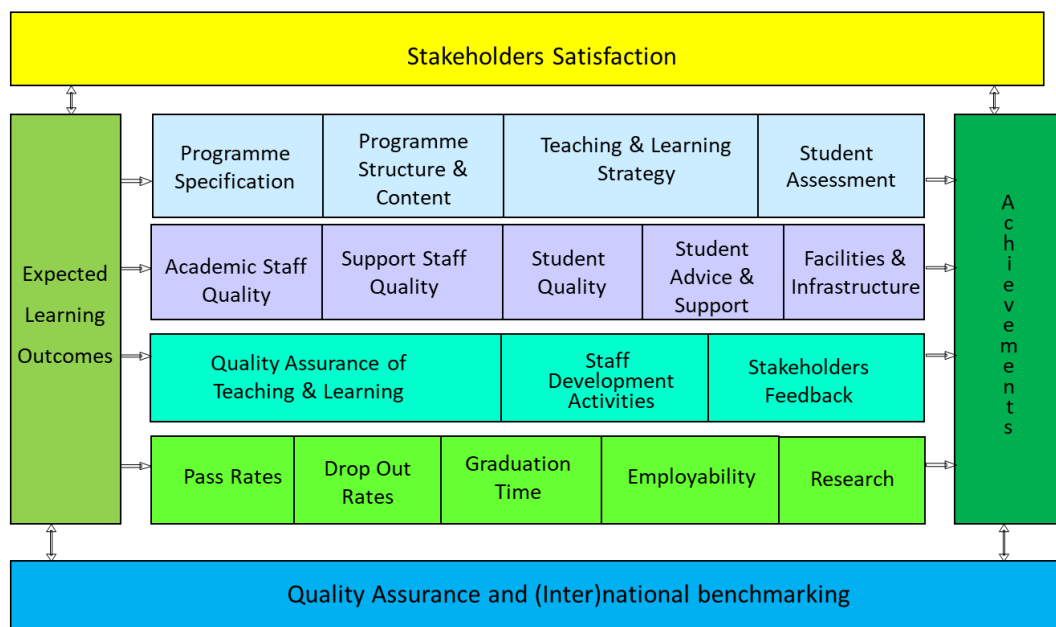 Stakeholders Satisfaction
Expected
Learning
Outcomes
Programme
Specification
Programme
Structure &
Content
Teaching & Learning
Strategy
Student
Assessment
Academic Staff
Quality
Support Staff
Quality
Student
Quality
Student
Advice &
Support
Facilities &
Infrastructure
Quality Assurance of
Teaching & Learning
Staff
Development
Activities
Stakeholders
Feedback
Pass Rates
Drop Out
Rates
Graduation
Time
Employability
Research
Achievements
Quality Assurance and (Inter)national benchmarking